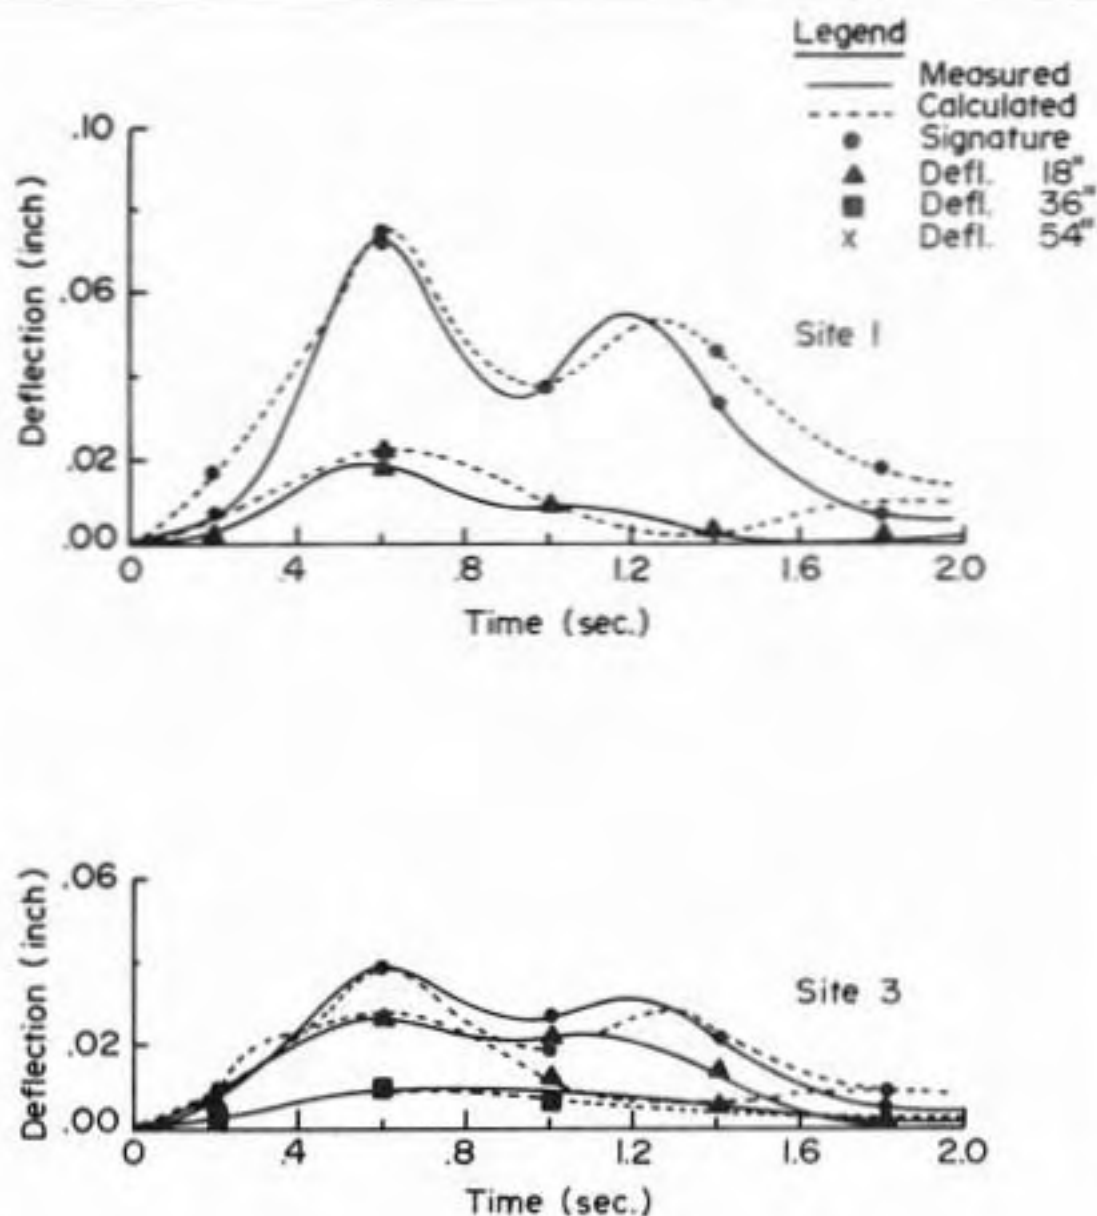 Legend
Measured
Calculated
Signature
Defl. 18"
Defl. 36"
x Defl. 54"
.10
.06
.02
.00
Deflection (inch)
Site 1
0 .4 .8 1.2 1.6 2.0
Time (sec.)
.06
.02
.00
Deflection (inch)
Site 3
0 .4 .8 1.2 1.6 2.0
Time (sec.)